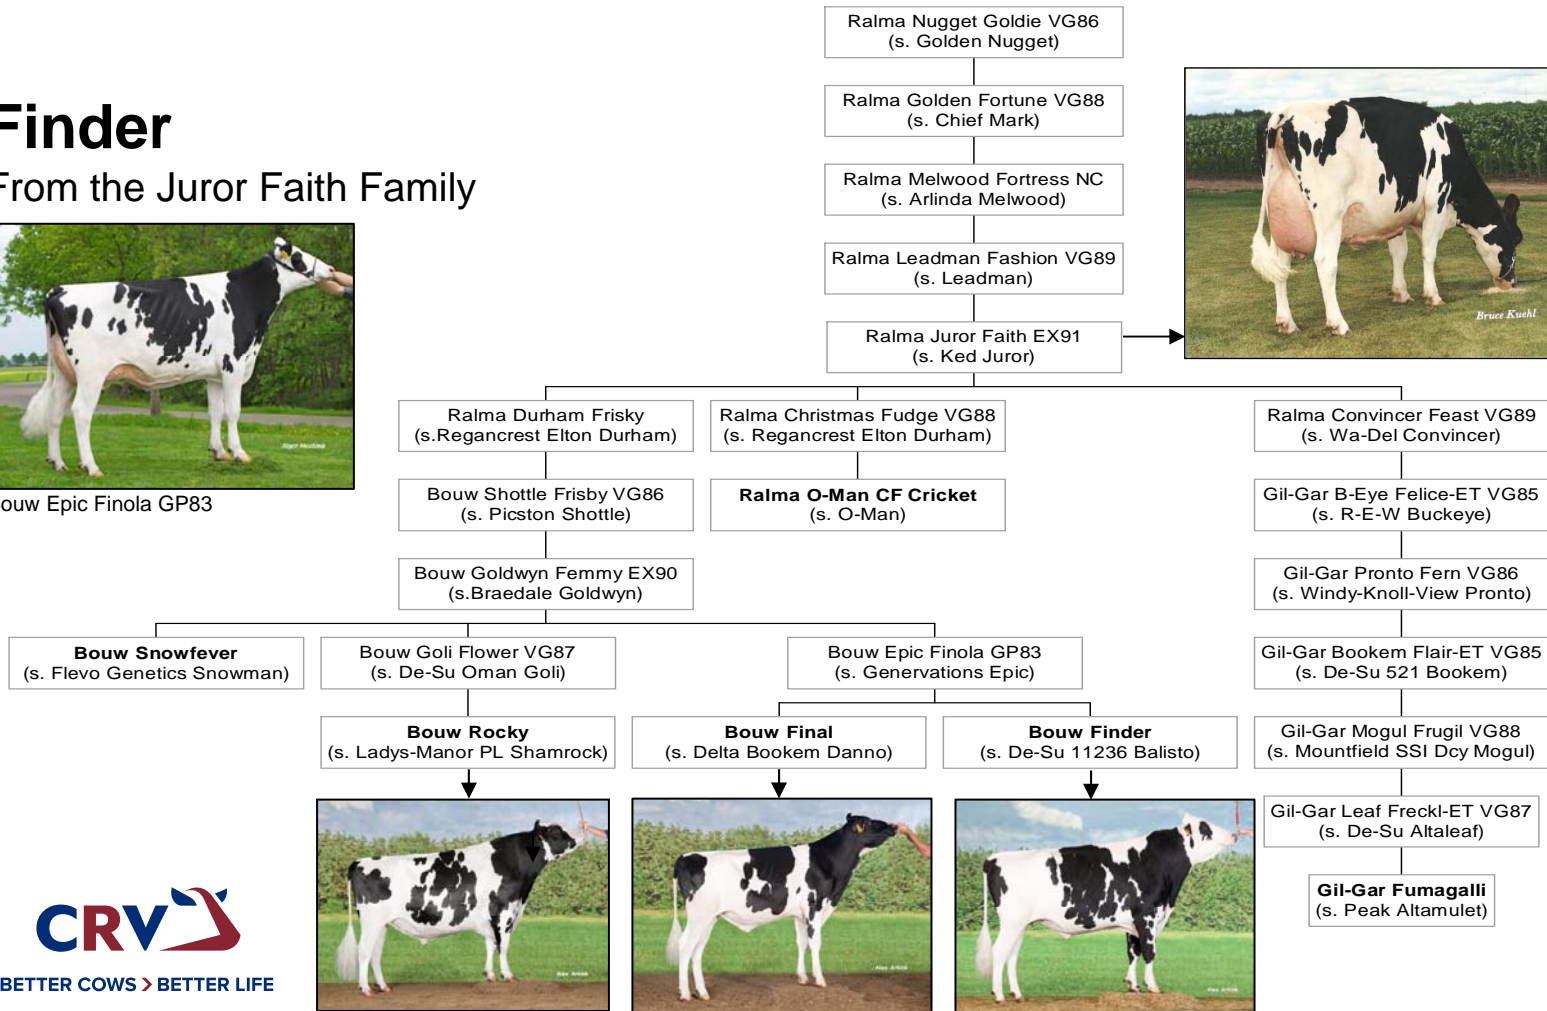 Finder
From the Juror Faith Family
Ralma Nugget Goldie VG86
(s. Golden Nugget)
Ralma Golden Fortune VG88
(s. Chief Mark)
Ralma Melwood Fortress NC
(s. Arlinda Melwood)
Ralma Leadman Fashion VG89
(s. Leadman)
Ralma Juror Faith EX91
(s. Ked Juror)
Bruce Kuehl
Ralma Durham Frisky
(s.Regancrest Elton Durham)
Ralma Christmas Fudge VG88
(s. Regancrest Elton Durham)
Ralma Convincer Feast VG89
(s. Wa-Del Convincer)
ouw Epic Finola GP83
Bouw Shottle Frisby VG86
(s. Picston Shottle)
Ralma O-Man CF Cricket
(s. O-Man)
Gil-Gar B-Eye Felice-ET VG85
(s. R-E-W Buckeye)
Bouw Goldwyn Femmy EX90
(s.Braedale Goldwyn)
Gil-Gar Pronto Fern VG86
(s. Windy-Knoll-View Pronto)
Bouw Snowfever
(s. Flevo Genetics Snowman)
Bouw Goli Flower VG87
(s. De-Su Oman Goli)
Bouw Epic Finola GP83
(s. Genervations Epic)
Gil-Gar Bookem Flair-ET VG85
(s. De-Su 521 Bookem)
Bouw Rocky
(s. Ladys-Manor PL Shamrock)
Bouw Final
(s. Delta Bookem Danno)
Bouw Finder
(s. De-Su 11236 Balisto)
Gil-Gar Mogul Frugil VG88
(s. Mountfield SSI Dcy Mogul)
Gil-Gar Leaf Freckl-ET VG87
(s. De-Su Altaleaf)
Gil-Gar Fumagalli
(s. Peak Altamulet)
CRV
BETTER COWS > BETTER LIFE